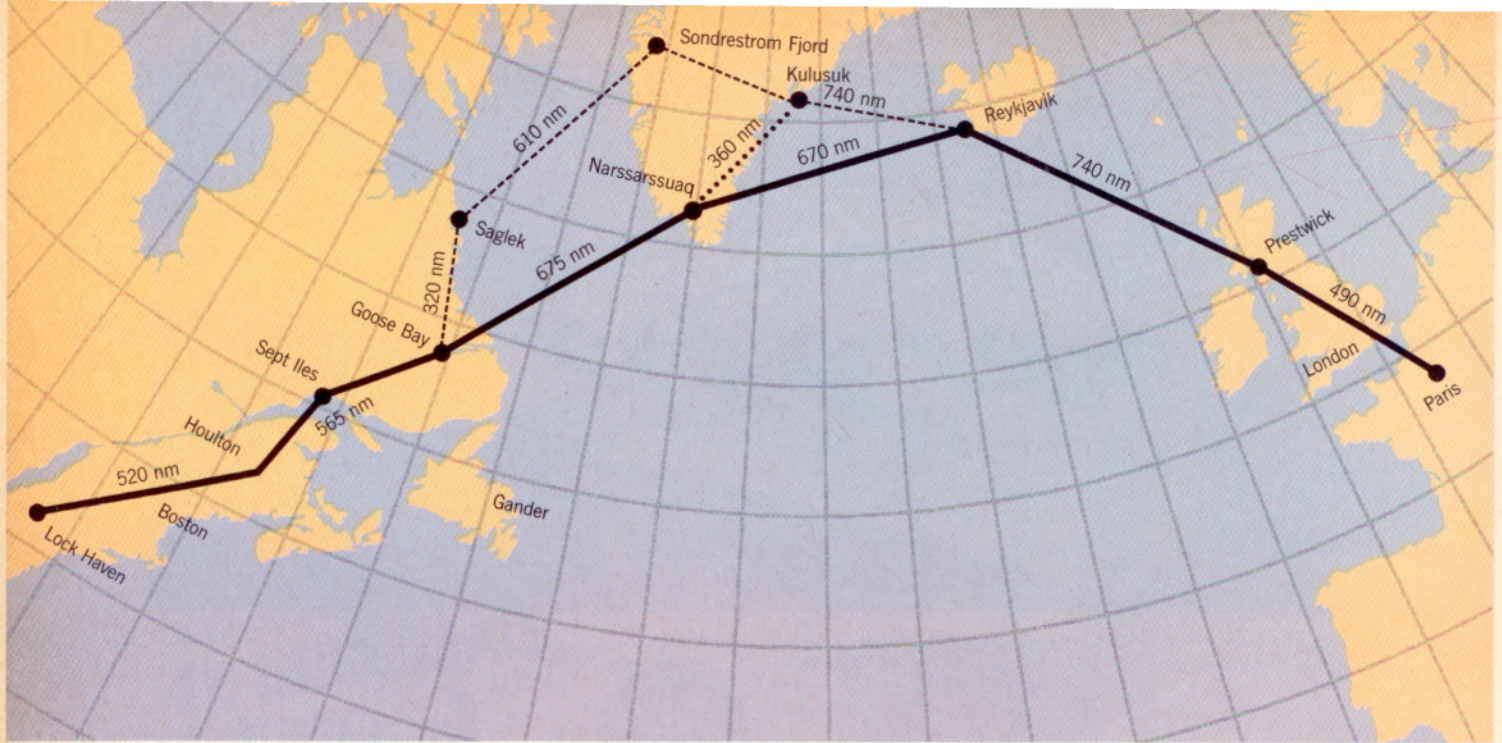 Sondrestrom Fjord
Kulusuk
740 nm
Reykjavik
610 nm
360 nm
670 nm
Narssarssuaq
740 nm
Saglek
675 nm
Prestwick
320 nm
490 nm
Goose Bay
London
Paris
Sept Iles
565 nm
Houlton
520 nm
Gander
Boston
Lock Haven